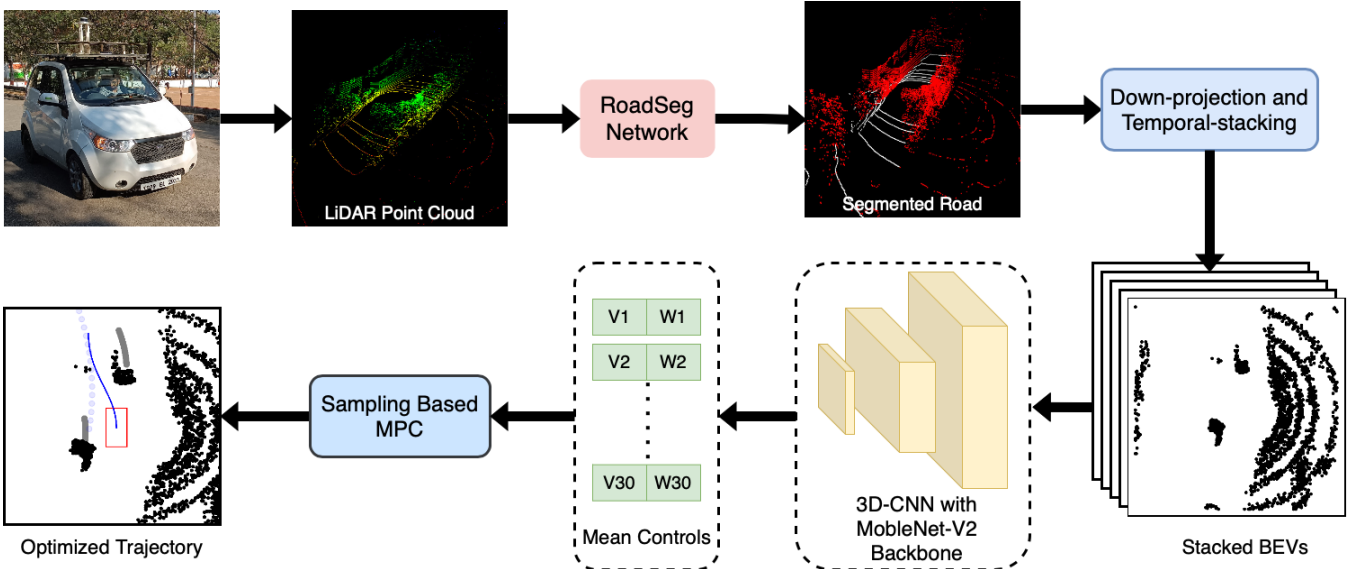 LiDAR Point Cloud
RoadSeg
Network
Segmented Road
Down-projection and
Temporal-stacking
Stacked BEVs
3D-CNN with
MobleNet-V2
Backbone
V1 W1
V2 W2
V30 W30
Mean Controls
Sampling Based
MPC
Optimized Trajectory